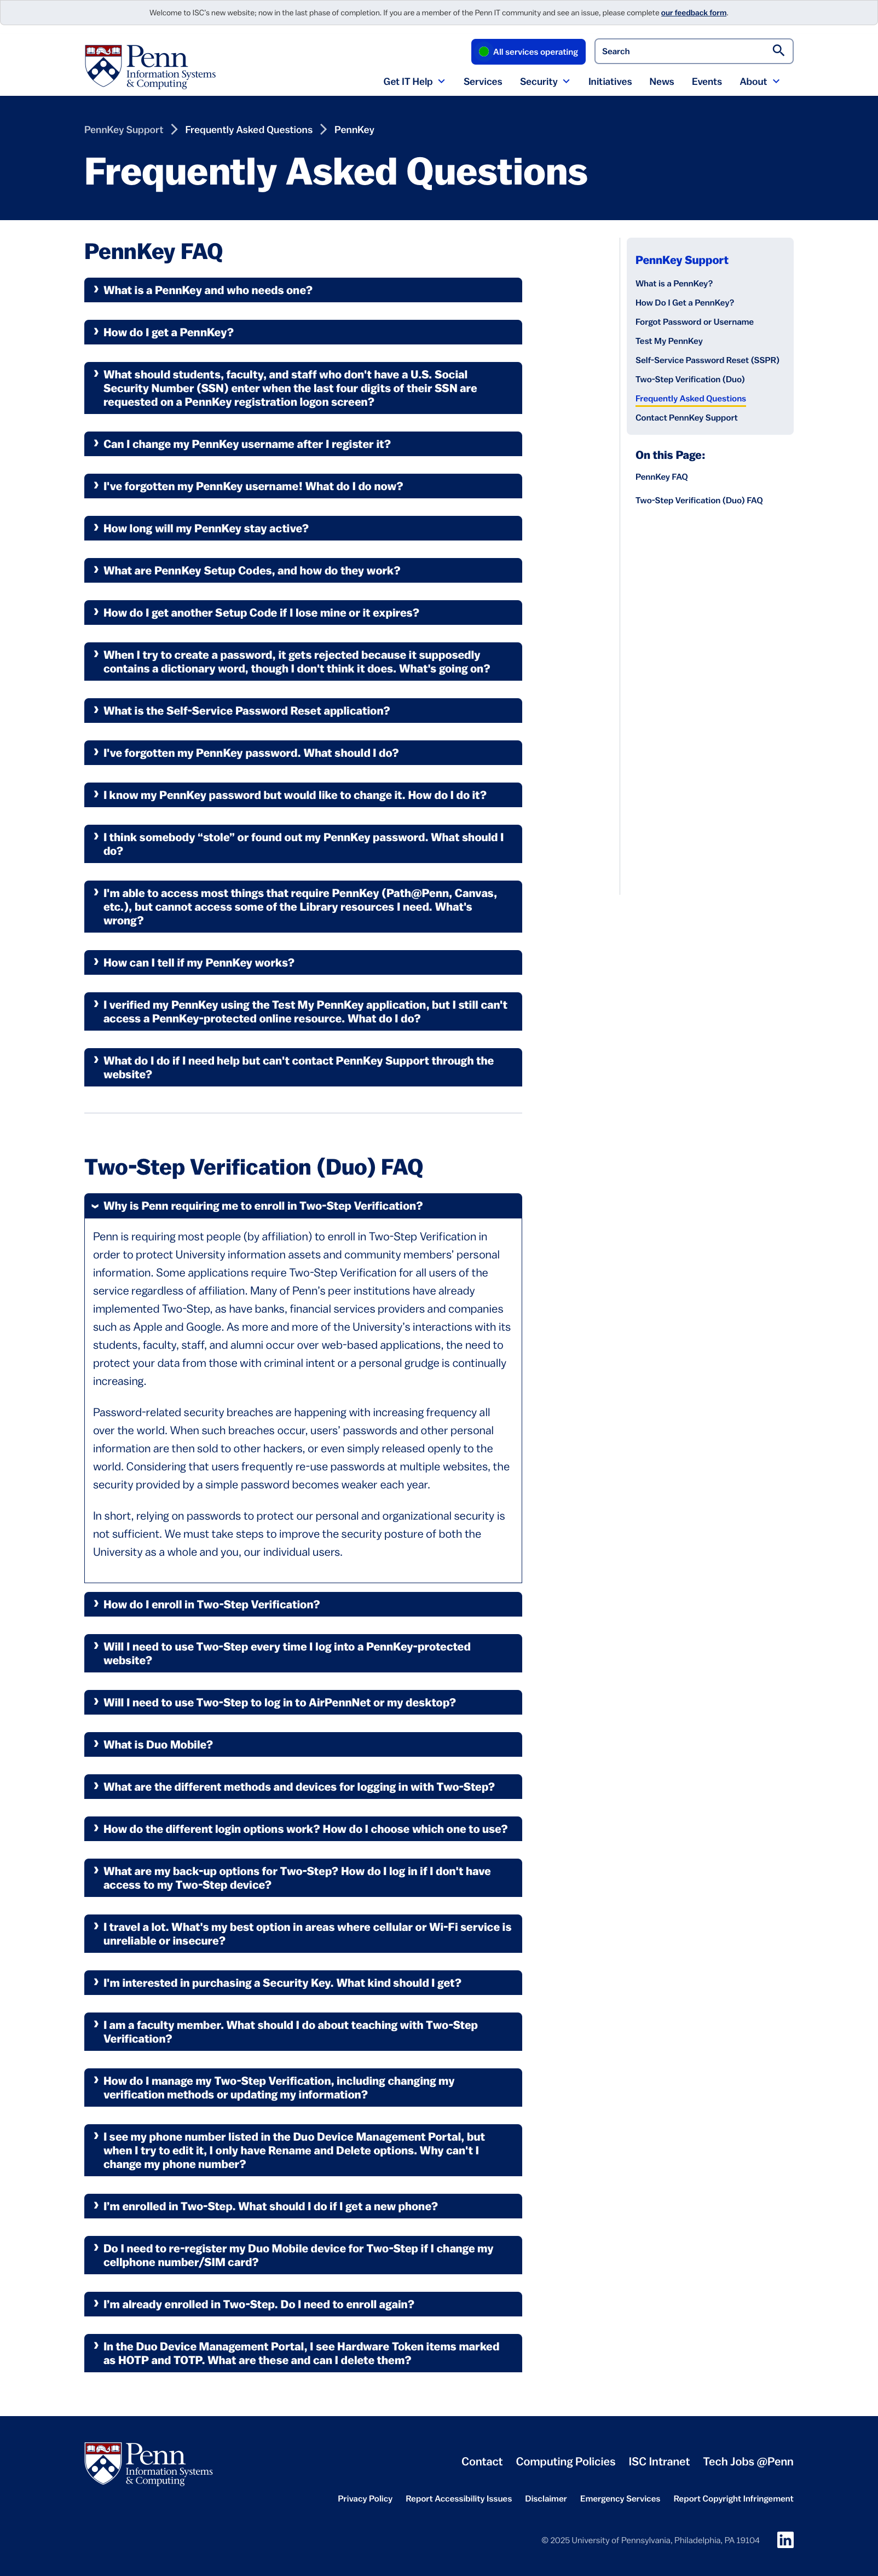 Welcome to ISC's new website; now in the last phase of completion. If you are a member of the Penn IT community and see an issue, please complete our feedback form.
Penn
Information Systems
& Computing
All services operating
Search
Get IT Help
Services
Security
Initiatives
News
Events
About
PennKey Support
Frequently Asked Questions
PennKey
Frequently Asked Questions
PennKey FAQ
What is a PennKey and who needs one?
How do I get a PennKey?
What should students, faculty, and staff who don't have a U.S. Social
Security Number (SSN) enter when the last four digits of their SSN are
requested on a PennKey registration logon screen?
Can I change my PennKey username after I register it?
I've forgotten my PennKey username! What do I do now?
How long will my PennKey stay active?
What are PennKey Setup Codes, and how do they work?
How do I get another Setup Code if I lose mine or it expires?
When I try to create a password, it gets rejected because it supposedly
contains a dictionary word, though I don't think it does. What's going on?
What is the Self-Service Password Reset application?
I've forgotten my PennKey password. What should I do?
I know my PennKey password but would like to change it. How do I do it?
I think somebody “stole” or found out my PennKey password. What should I
do?
I'm able to access most things that require PennKey (Path@Penn, Canvas,
etc.), but cannot access some of the Library resources I need. What's
wrong?
How can I tell if my PennKey works?
I verified my PennKey using the Test My PennKey application, but I still can't
access a PennKey-protected online resource. What do I do?
What do I do if I need help but can't contact PennKey Support through the
website?
PennKey Support
What is a PennKey?
How Do I Get a PennKey?
Forgot Password or Username
Test My PennKey
Self-Service Password Reset (SSPR)
Two-Step Verification (Duo)
Frequently Asked Questions
Contact PennKey Support
On this Page:
PennKey FAQ
Two-Step Verification (Duo) FAQ
Two-Step Verification (Duo) FAQ
Why is Penn requiring me to enroll in Two-Step Verification?
Penn is requiring most people (by affiliation) to enroll in Two-Step Verification in
order to protect University information assets and community members’ personal
information. Some applications require Two-Step Verification for all users of the
service regardless of affiliation. Many of Penn's peer institutions have already
implemented Two-Step, as have banks, financial services providers and companies
such as Apple and Google. As more and more of the University's interactions with its
students, faculty, staff, and alumni occur over web-based applications, the need to
protect your data from those with criminal intent or a personal grudge is continually
increasing.
Password-related security breaches are happening with increasing frequency all
over the world. When such breaches occur, users’ passwords and other personal
information are then sold to other hackers, or even simply released openly to the
world. Considering that users frequently re-use passwords at multiple websites, the
security provided by a simple password becomes weaker each year.
In short, relying on passwords to protect our personal and organizational security is
not sufficient. We must take steps to improve the security posture of both the
University as a whole and you, our individual users.
How do I enroll in Two-Step Verification?
Will I need to use Two-Step every time I log into a PennKey-protected
website?
Will I need to use Two-Step to log in to AirPennNet or my desktop?
What is Duo Mobile?
What are the different methods and devices for logging in with Two-Step?
How do the different login options work? How do I choose which one to use?
What are my back-up options for Two-Step? How do I log in if I don't have
access to my Two-Step device?
I travel a lot. What's my best option in areas where cellular or Wi-Fi service is
unreliable or insecure?
I'm interested in purchasing a Security Key. What kind should I get?
I am a faculty member. What should I do about teaching with Two-Step
Verification?
How do I manage my Two-Step Verification, including changing my
verification methods or updating my information?
I see my phone number listed in the Duo Device Management Portal, but
when I try to edit it, I only have Rename and Delete options. Why can't I
change my phone number?
I'm enrolled in Two-Step. What should I do if I get a new phone?
Do I need to re-register my Duo Mobile device for Two-Step if I change my
cellphone number/SIM card?
I'm already enrolled in Two-Step. Do I need to enroll again?
In the Duo Device Management Portal, I see Hardware Token items marked
as HOTP and TOTP. What are these and can I delete them?
Penn
Information Systems
& Computing
Contact
Computing Policies
ISC Intranet
Tech Jobs @Penn
Privacy Policy
Report Accessibility Issues
Disclaimer
Emergency Services
Report Copyright Infringement
© 2025 University of Pennsylvania, Philadelphia, PA 19104
in